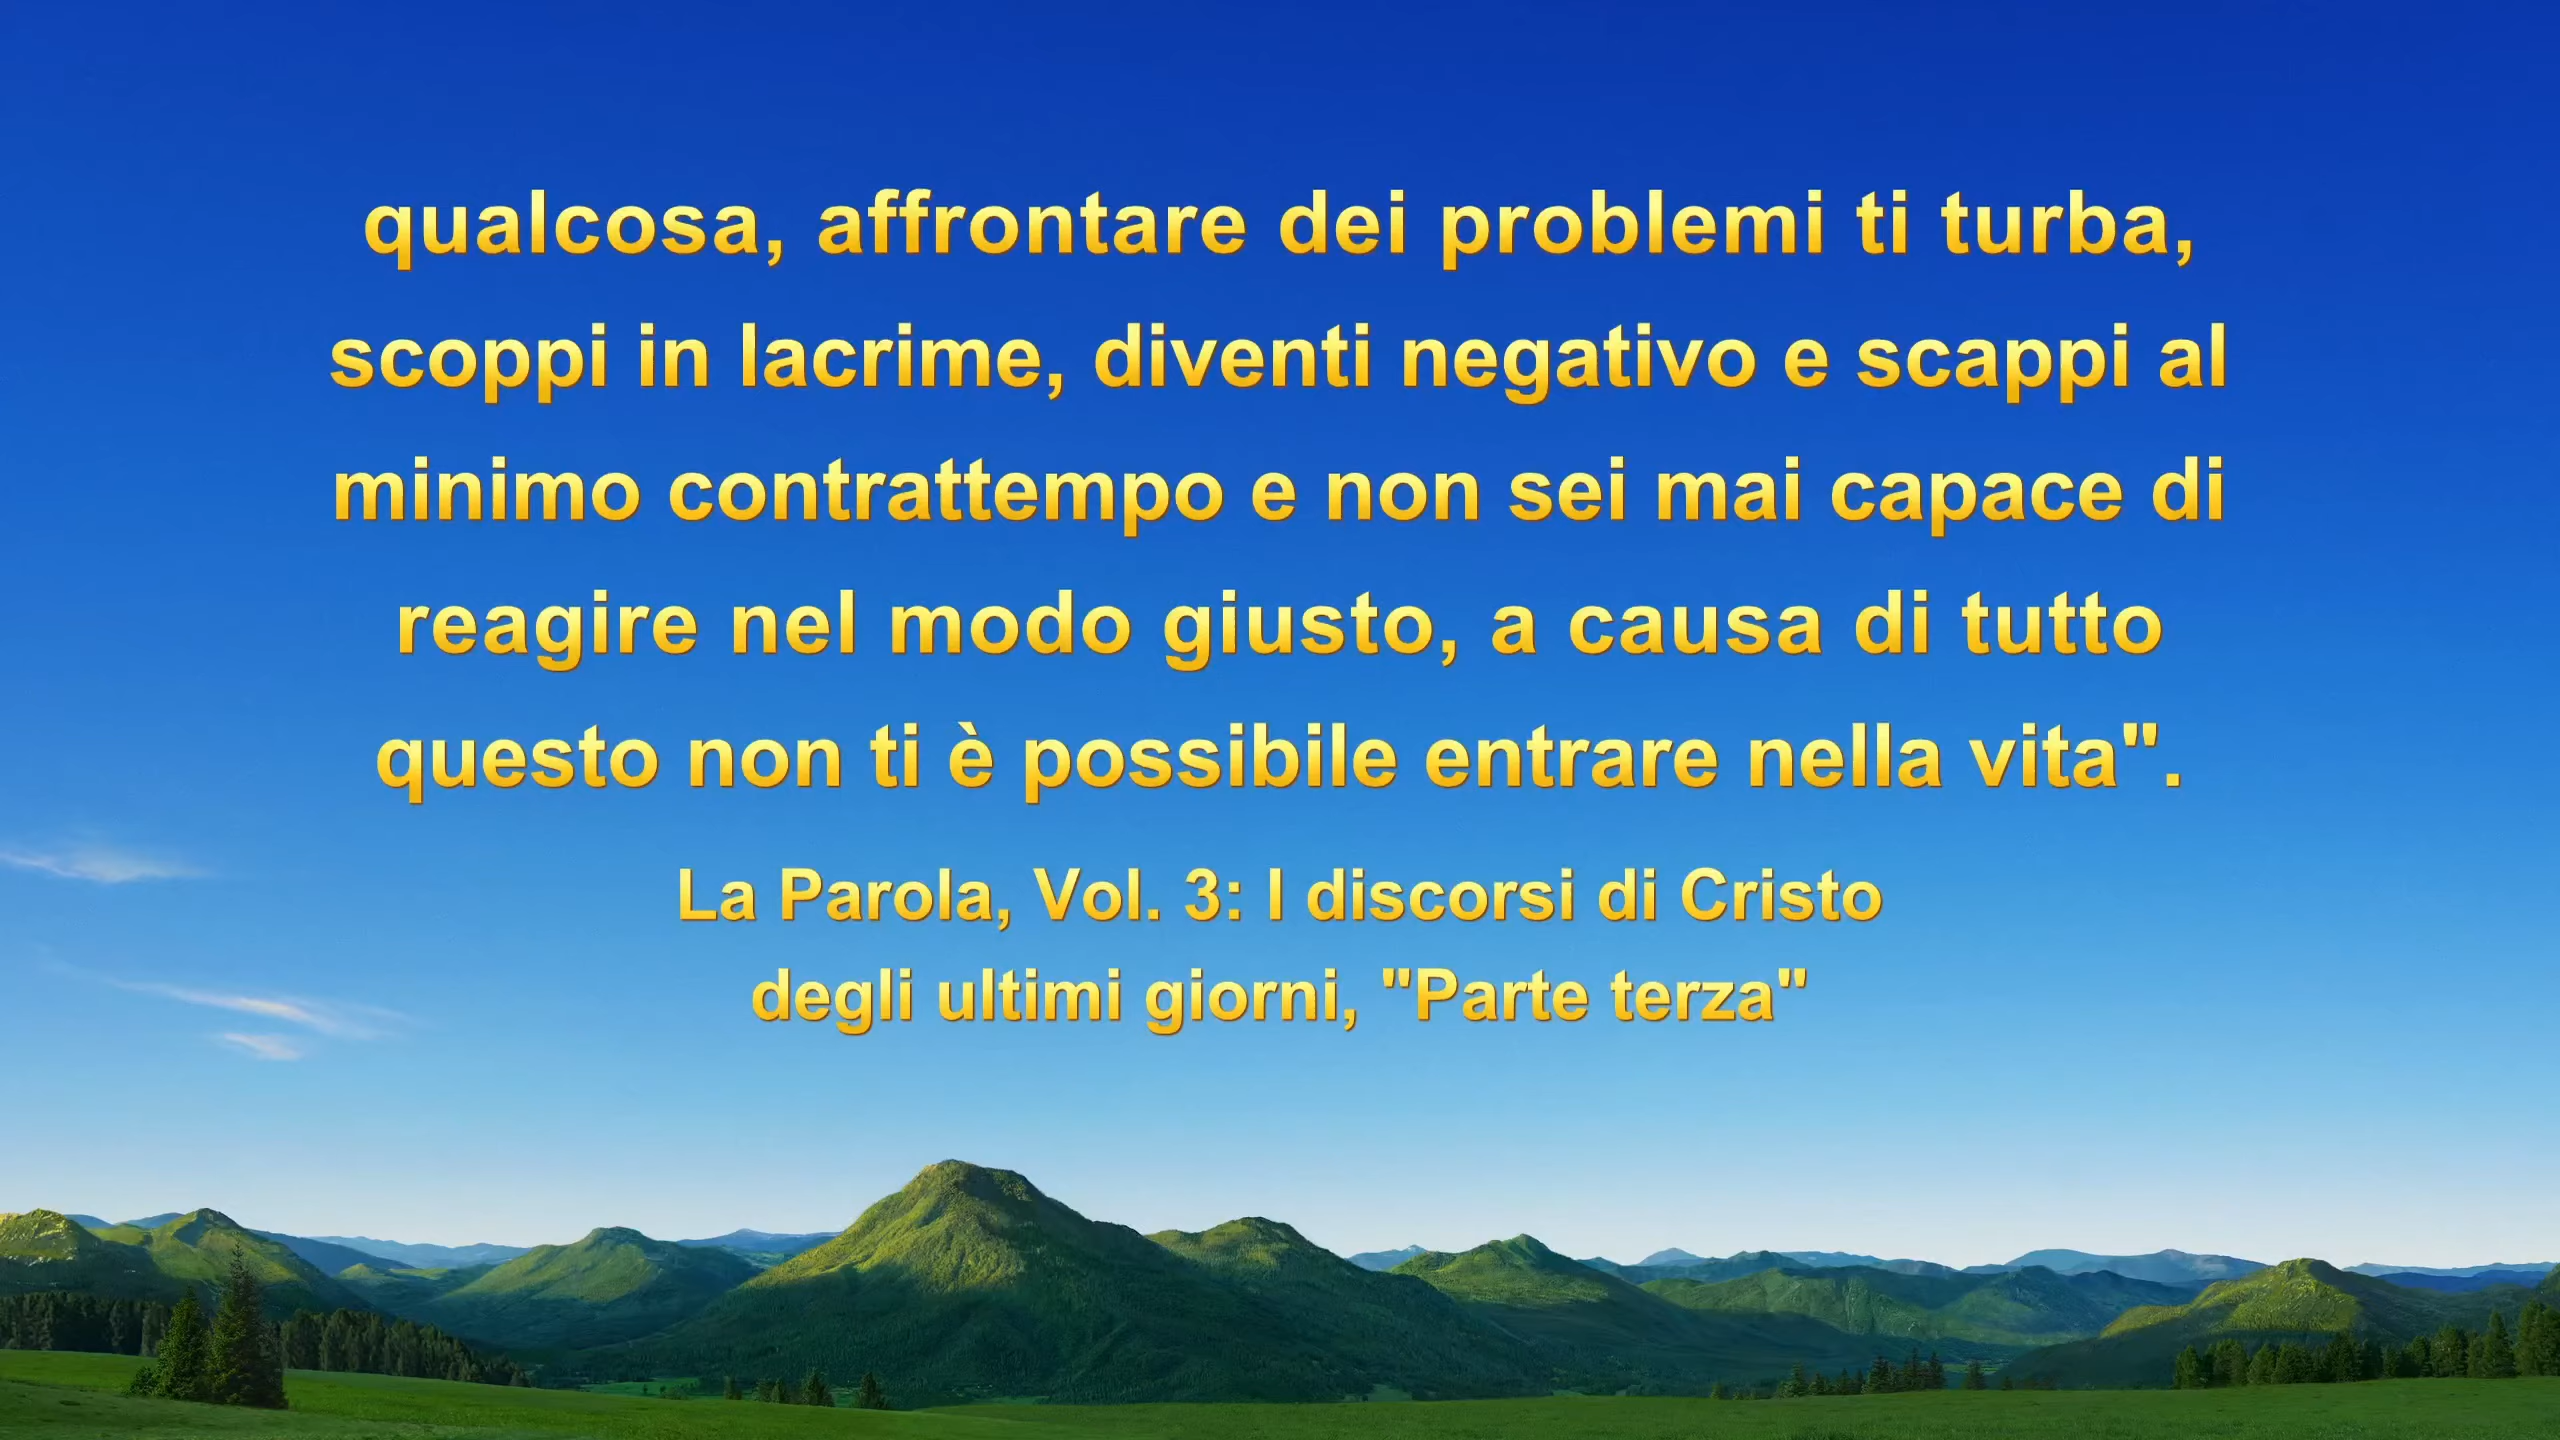 qualcosa, affrontare dei problemi ti turba,
scoppi in lacrime, diventi negativo e scappi al
minimo contrattempo e non sei mai capace di
reagire nel modo giusto, a causa di tutto
questo non ti è possibile entrare nella vita".
La Parola, Vol. 3: I discorsi di Cristo
degli ultimi giorni, "Parte terza"